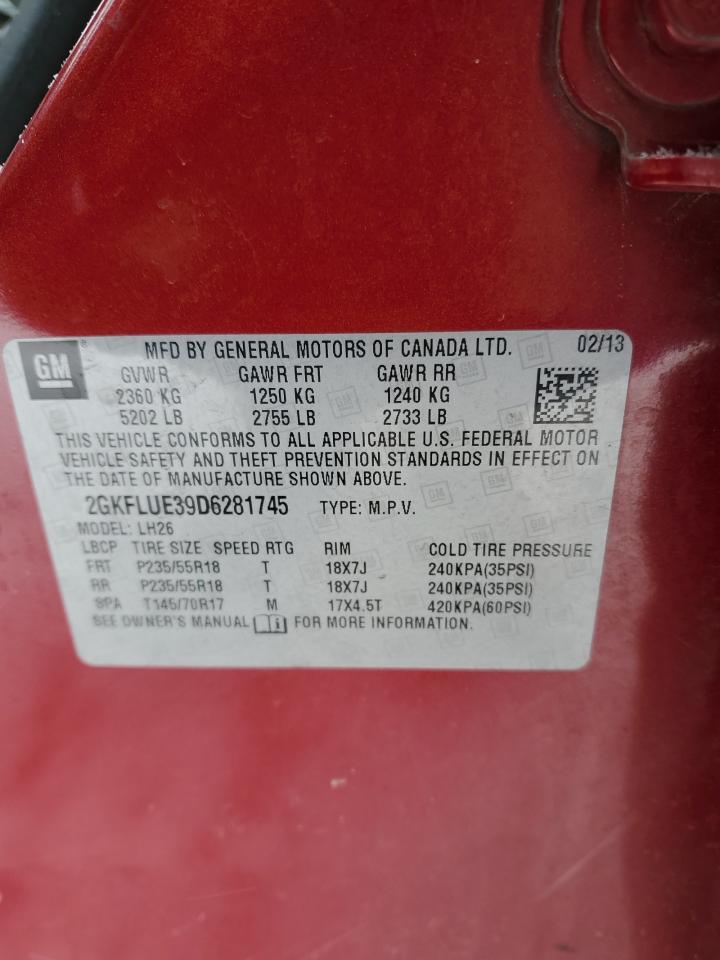 GM MFD BY GENERAL MOTORS OF CANADA LTD. 02/13
GVWR GAWR FRT GAWR RR
2360 KG 1250 KG 1240 KG
5202 LB 2755 LB 2733 LB
THIS VEHICLE CONFORMS TO ALL APPLICABLE U.S. FEDERAL MOTOR
VEHICLE SAFETY AND THEFT PREVENTION STANDARDS IN EFFECT ON
THE DATE OF MANUFACTURE SHOWN ABOVE.
2GKFLUE39D6281745 TYPE: M.P.V.
MODEL: LH26
LBCP TIRE SIZE SPEED RTG RIM COLD TIRE PRESSURE
FRT P235/55R18 T 18X7J 240KPA(35PSI)
RR P235/55R18 T 18X7J 240KPA(35PSI)
SPA T145/70R17 M 17X4.5T 420KPA(60PSI)
SEE OWNER'S MANUAL FOR MORE INFORMATION.